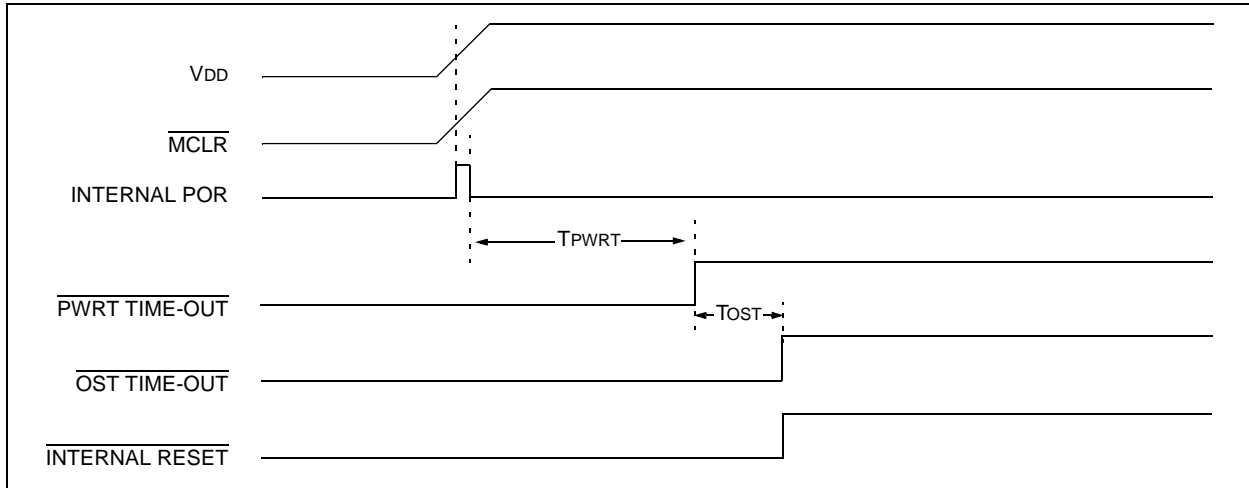 VDD
MCLR
INTERNAL POR
TPWRT
PWRT TIME-OUT
TOST
OST TIME-OUT
INTERNAL RESET